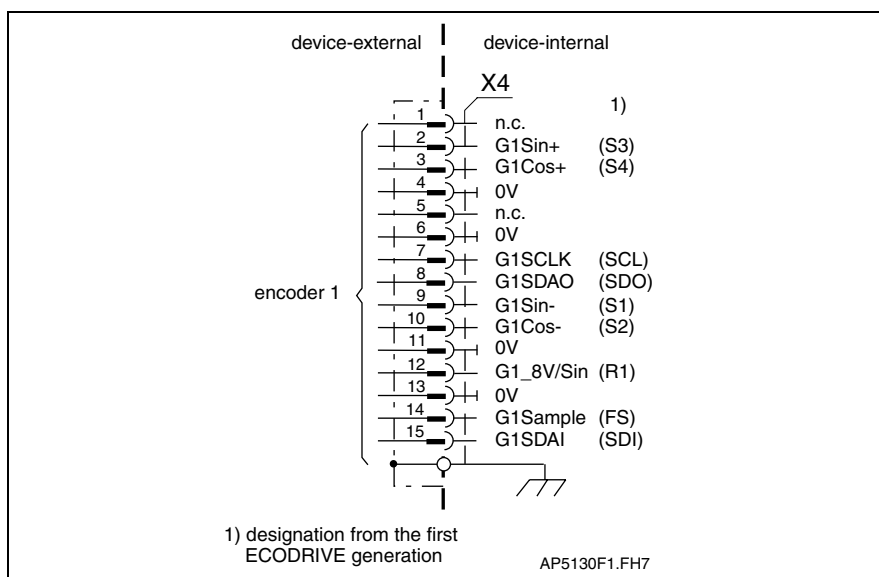 device-external device-internal
X4
1)
1 n.c.
2 G1Sin+ (S3)
3 G1Cos+ (S4)
4 0V
5 n.c.
6 0V
7 G1SCLK (SCL)
8 G1SDAO (SDO)
encoder 1
9 G1Sin- (S1)
10 G1Cos- (S2)
11 0V
12 G1_8V/Sin (R1)
13 0V
14 G1Sample (FS)
15 G1SDAI (SDI)
1) designation from the first
ECODRIVE generation
AP5130F1.FH7